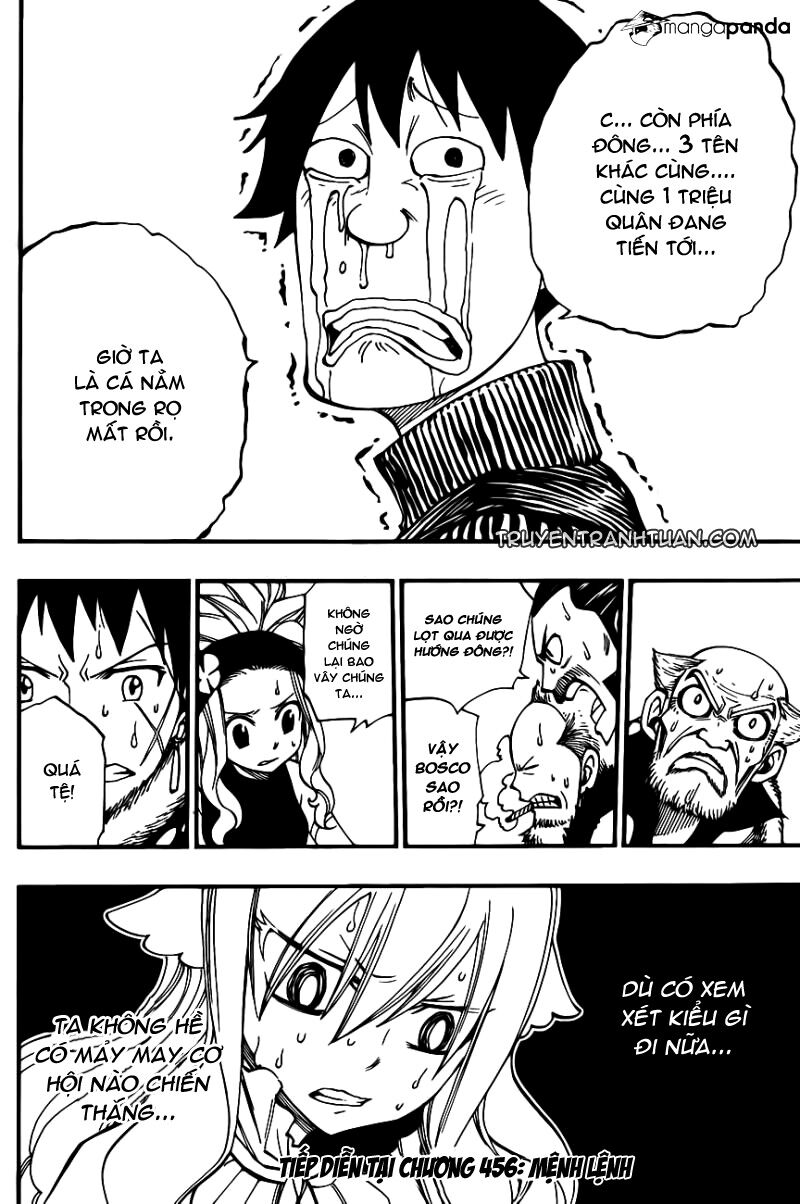 mangapanda
C... CÒN PHÍA
ĐÔNG... 3 TÊN
KHÁC CÙNG....
CÙNG 1 TRIỆU
QUÂN ĐANG
TIẾN TỚI...
GIỜ TA
LÀ CÁ NẰM
TRONG RỌ
MẤT RỒI.
TRUYENTRANHTUAN.COM
SAO CHÚNG
LỌT QUA ĐƯỢC
HƯỚNG ĐÔNG?!
VẬY
BOSCO
SAO
RỒI?!
KHÔNG
NGỜ
CHÚNG
LẠI BAO
VÂY CHÚNG
TA...
QUÁ
TỆ!
DÙ CÓ XEM
XÉT KIỂU GÌ
ĐI NỮA...
TA KHÔNG HỀ
CÓ MẢY MAY CƠ
HỘI NÀO CHIẾN
THẮNG...
TIẾP DIỄN TẠI CHƯƠNG 456: MỆNH LỆNH